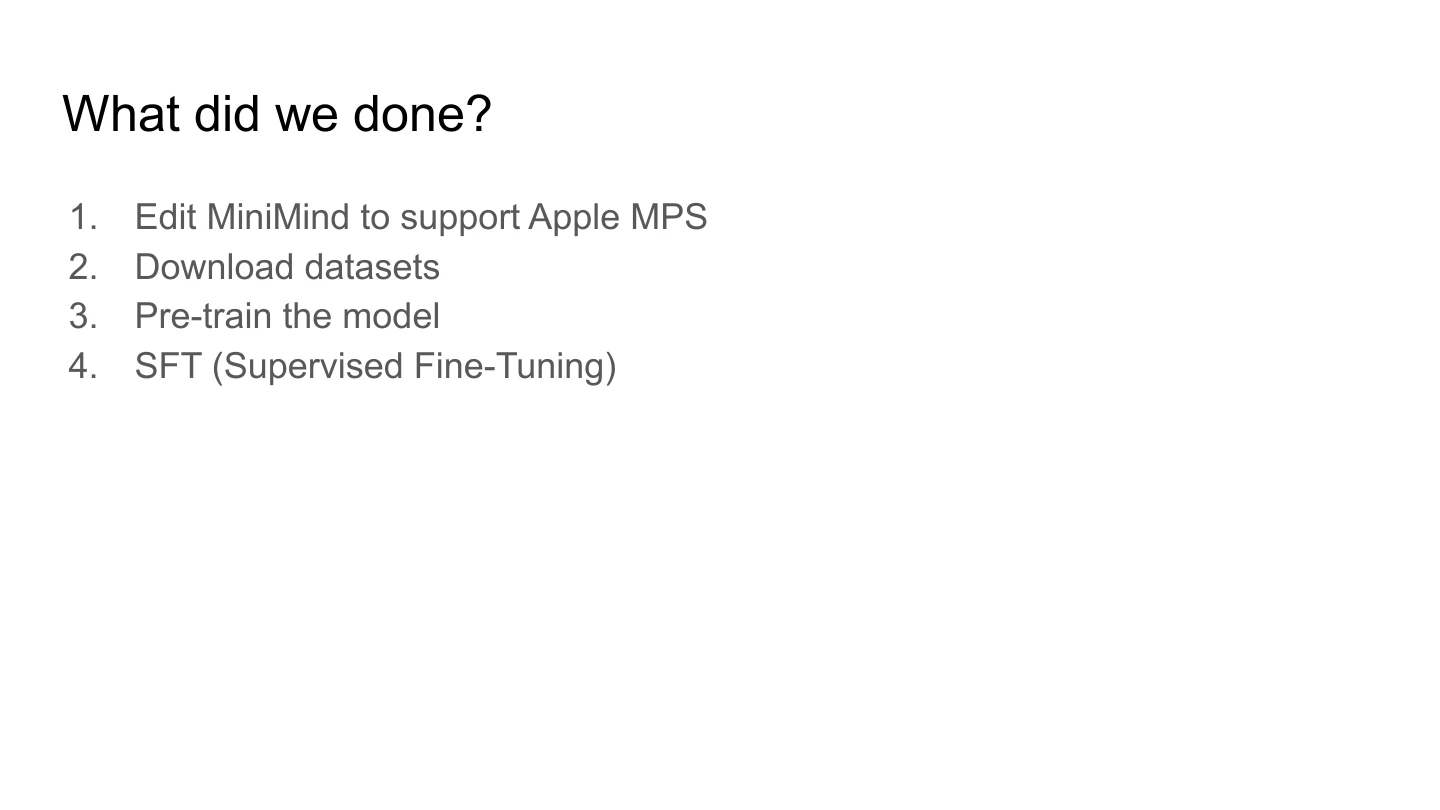 What did we done?
1. Edit MiniMind to support Apple MPS
2. Download datasets
3. Pre-train the model
4. SFT (Supervised Fine-Tuning)